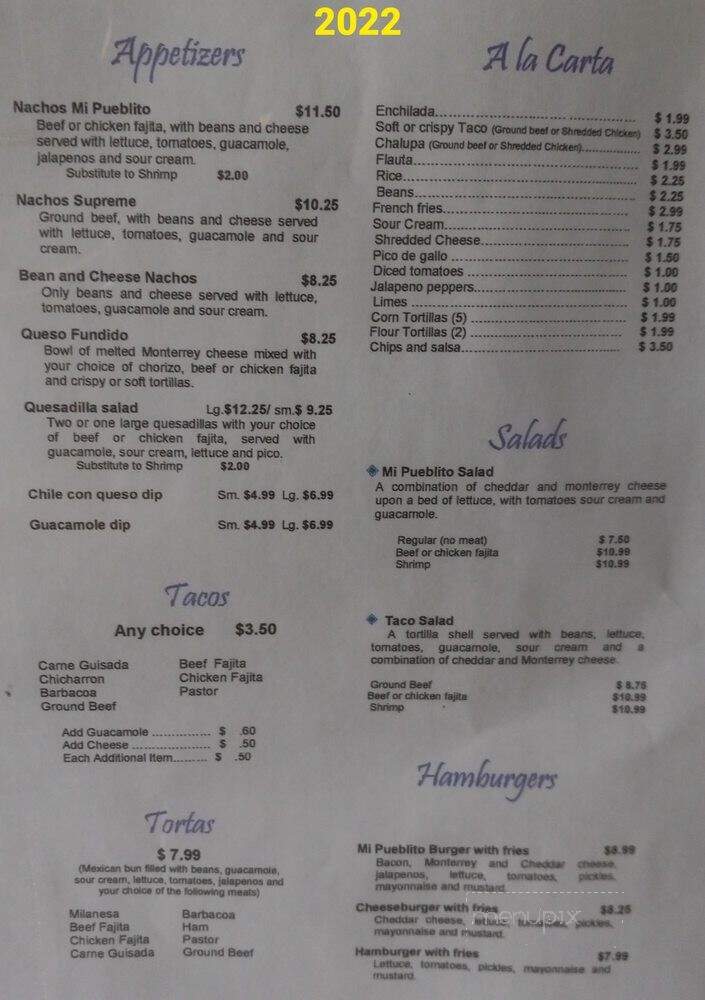 2022
Appetizers
Nachos Mi Pueblito $11.50
Beef or chicken fajita, with beans and cheese
served with lettuce, tomatoes, guacamole,
jalapenos and sour cream.
Substitute to Shrimp $2.00
Nachos Supreme $10.25
Ground beef, with beans and cheese served
with lettuce, tomatoes, guacamole and sour
cream.
Bean and Cheese Nachos $8.25
Only beans and cheese served with lettuce,
tomatoes, guacamole and sour cream.
Queso Fundido $8.25
Bowl of melted Monterrey cheese mixed with
your choice of chorizo, beef or chicken fajita
and crispy or soft tortillas.
Quesadilla salad Lg.$12.25/ sm.$ 9.25
Two or one large quesadillas with your choice
of beef or chicken fajita, served with
guacamole, sour cream, lettuce and pico.
Substitute to Shrimp $2.00
Chile con queso dip Sm. $4.99 Lg. $6.99
Guacamole dip Sm. $4.99 Lg. $6.99
Tacos
Any choice $3.50
Carne Guisada Beef Fajita
Chicharron Chicken Fajita
Barbacoa Pastor
Ground Beef
Add Guacamole .............. $ .60
Add Cheese ................... $ .50
Each Additional Item......... $ .50
Tortas
$ 7.99
(Mexican bun filled with beans, guacamole,
sour cream, lettuce, tomatoes, jalapenos and
your choice of the following meats)
Milanesa Barbacoa
Beef Fajita Ham
Chicken Fajita Pastor
Carne Guisada Ground Beef
A la Carta
Enchilada................................................ $ 1.99
Soft or crispy Taco (Ground beef or Shredded Chicken) $ 3.50
Chalupa (Ground beef or Shredded Chicken).............. $ 2.99
Flauta..................................................... $ 1.99
Rice....................................................... $ 2.25
Beans..................................................... $ 2.25
French fries............................................. $ 2.99
Sour Cream............................................. $ 1.75
Shredded Cheese.................................... $ 1.75
Pico de gallo ........................................... $ 1.50
Diced tomatoes ....................................... $ 1.00
Jalapeno peppers..................................... $ 1.00
Limes ..................................................... $ 1.00
Corn Tortillas (5) ...................................... $ 1.99
Flour Tortillas (2) ...................................... $ 1.99
Chips and salsa........................................ $ 3.50
Salads
Mi Pueblito Salad
A combination of cheddar and monterrey cheese
upon a bed of lettuce, with tomatoes sour cream and
guacamole.
Regular (no meat) $ 7.50
Beef or chicken fajita $10.99
Shrimp $10.99
Taco Salad
A tortilla shell served with beans, lettuce,
tomatoes, guacamole, sour cream and a
combination of cheddar and Monterrey cheese.
Ground Beef $ 8.75
Beef or chicken fajita $10.99
Shrimp $10.99
Hamburgers
Mi Pueblito Burger with fries $8.99
Bacon, Monterrey and Cheddar cheese,
jalapenos, lettuce, tomatoes, pickles,
mayonnaise and mustard.
Cheeseburger with fries $8.25
Cheddar cheese, lettuce, tomatoes, pickles,
mayonnaise and mustard.
Hamburger with fries $7.99
Lettuce, tomatoes, pickles, mayonnaise and
mustard.
menupix